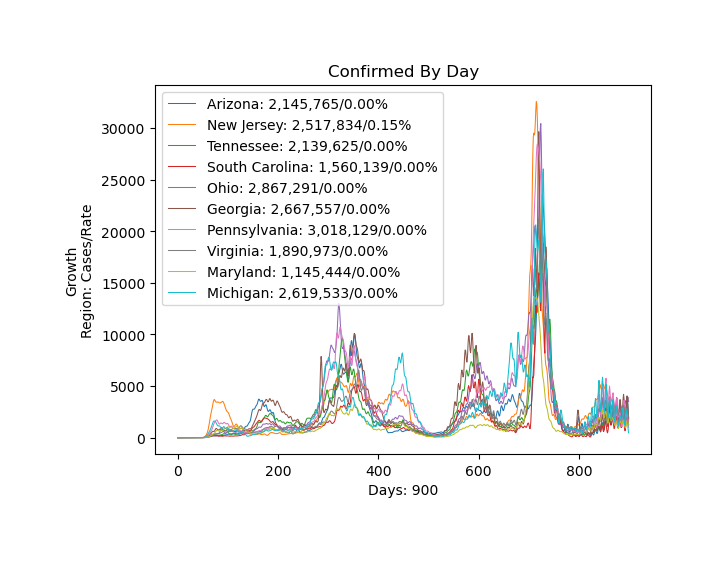 Confirmed By Day
Growth
Region: Cases/Rate
30000
25000
20000
15000
10000
5000
0
Arizona: 2,145,765/0.00%
New Jersey: 2,517,834/0.15%
Tennessee: 2,139,625/0.00%
South Carolina: 1,560,139/0.00%
Ohio: 2,867,291/0.00%
Georgia: 2,667,557/0.00%
Pennsylvania: 3,018,129/0.00%
Virginia: 1,890,973/0.00%
Maryland: 1,145,444/0.00%
Michigan: 2,619,533/0.00%
0 200 400 600 800
Days: 900